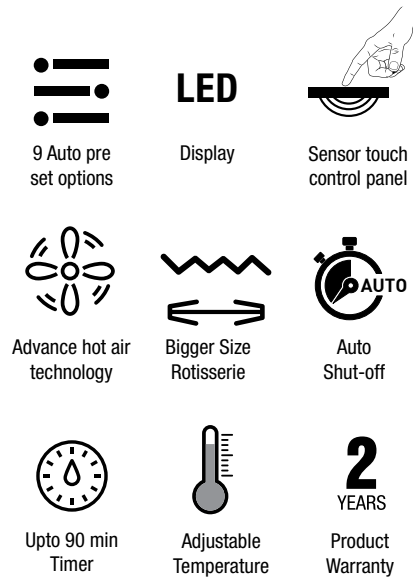 9 Auto pre
set options
LED
Display
Sensor touch
control panel
Advance hot air
technology
Bigger Size
Rotisserie
AUTO
Auto
Shut-off
Upto 90 min
Timer
Adjustable
Temperature
2
YEARS
Product
Warranty